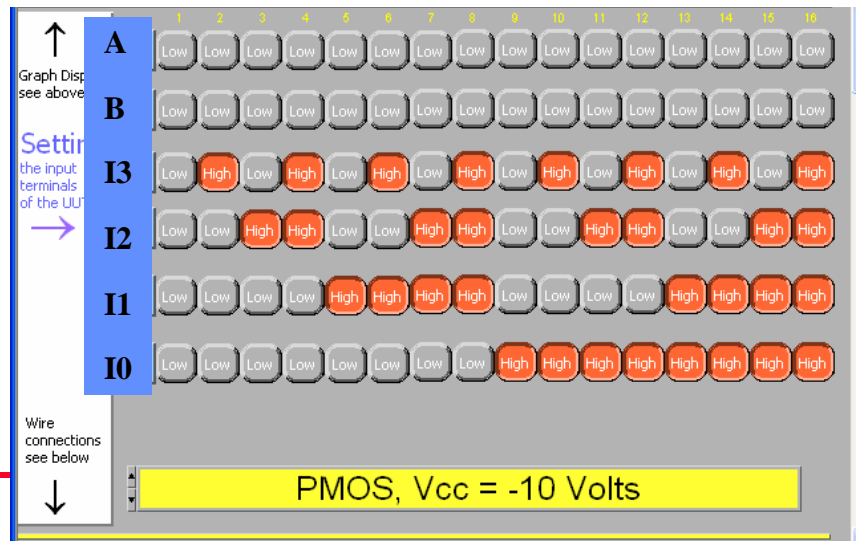 1 2 3 4 5 6 7 8 9 10 11 12 13 14 15 16
A Low Low Low Low Low Low Low Low Low Low Low Low Low Low Low Low
Graph Disp
see above
B Low Low Low Low Low Low Low Low Low Low Low Low Low Low Low Low
Settin
the input
terminals
of the UU
I3 Low High Low High Low High Low High Low High Low High Low High Low High
I2 Low Low High High Low Low High High Low Low High High Low Low High High
I1 Low Low Low Low High High High High Low Low Low Low High High High High
I0 Low Low Low Low Low Low Low Low High High High High High High High High
Wire
connections
see below
PMOS, Vcc = -10 Volts